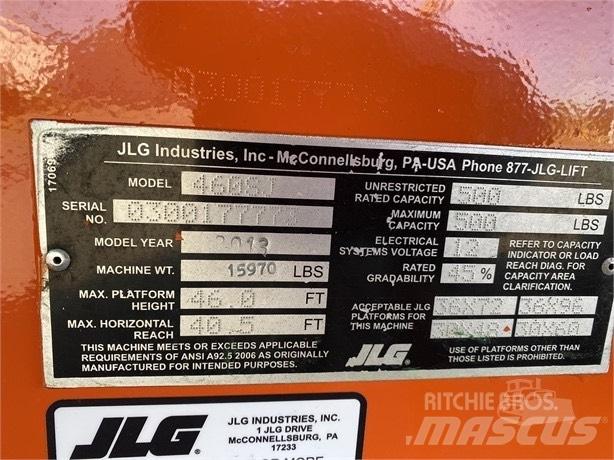 JLG Industries, Inc - McConnellsburg, PA-USA Phone 877-JLG-LIFT
MODEL 460SJ
SERIAL NO.
MODEL YEAR 2013
MACHINE WT. 15970 LBS
MAX. PLATFORM HEIGHT 46.0 FT
MAX. HORIZONTAL REACH 40.5 FT
THIS MACHINE MEETS OR EXCEEDS APPLICABLE
REQUIREMENTS OF ANSI A92.5 2006 AS ORIGINALLY
MANUFACTURED FOR INTENDED PURPOSES.
UNRESTRICTED RATED CAPACITY 500 LBS
MAXIMUM CAPACITY 500 LBS
ELECTRICAL SYSTEMS VOLTAGE 12
RATED GRADABILITY 45%
REFER TO CAPACITY
INDICATOR OR LOAD
REACH DIAG. FOR
CAPACITY AREA
CLARIFICATION.
ACCEPTABLE JLG
PLATFORMS FOR
THIS MACHINE
JLG
USE OF PLATFORMS OTHER THAN
THOSE LISTED IS PROHIBITED.
JLG
JLG INDUSTRIES, INC.
1 JLG DRIVE
McCONNELLSBURG, PA
17233
RITCHIE BROS.
MASCUS